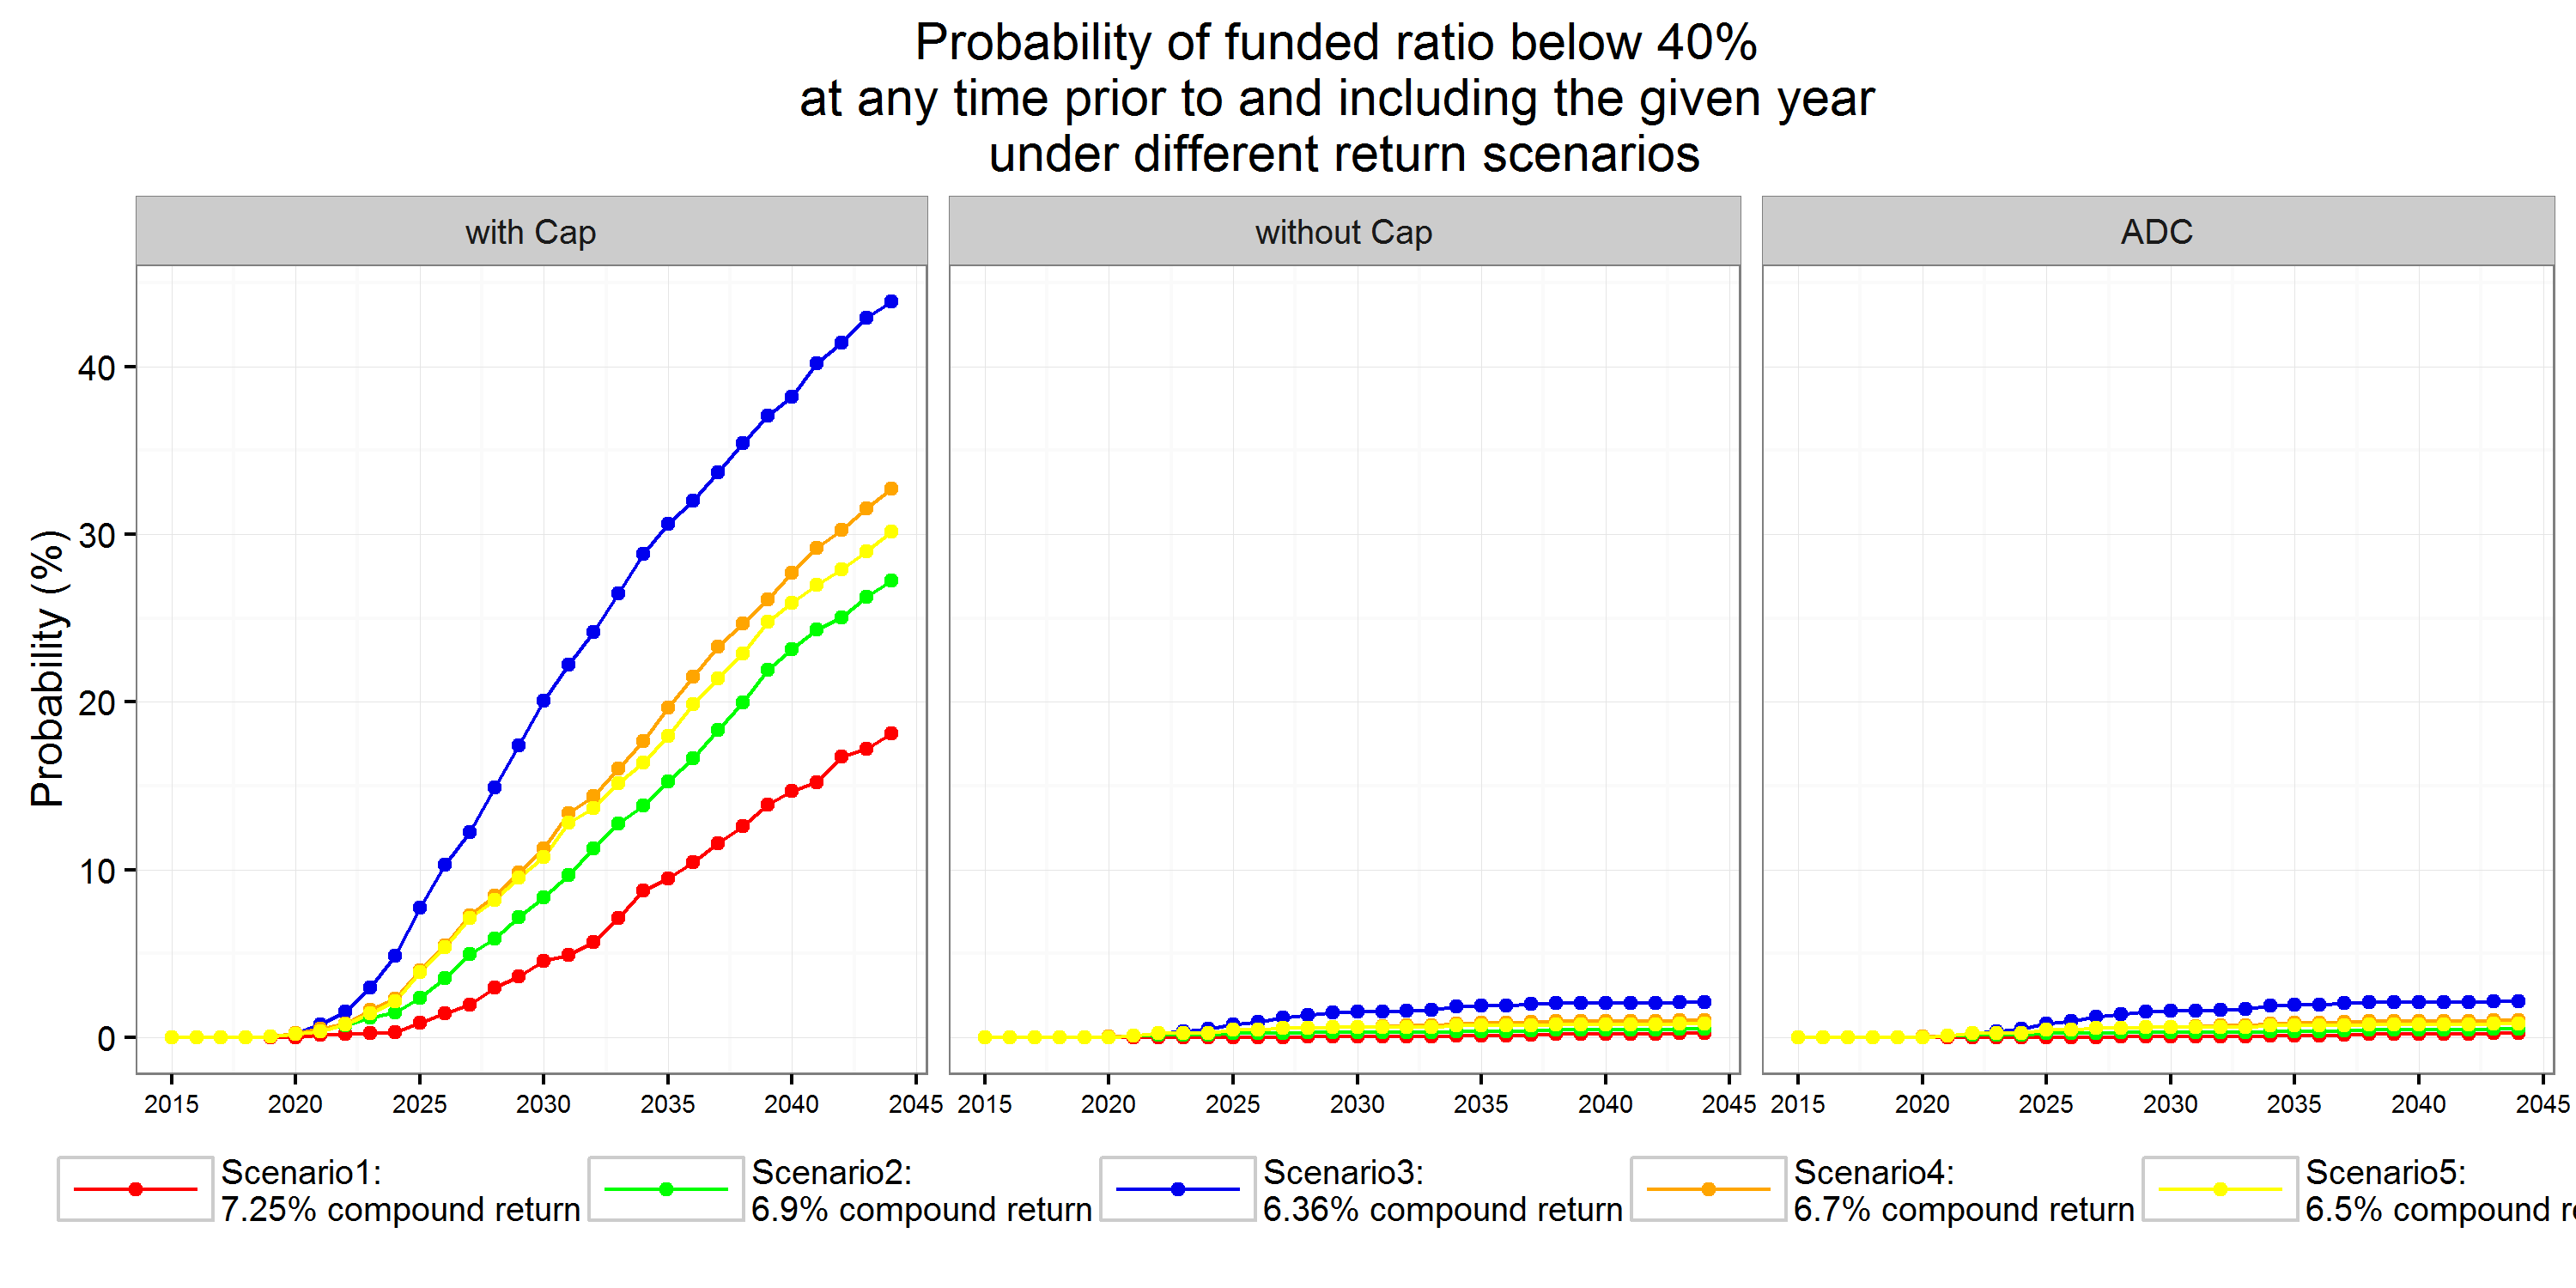 Probability of funded ratio below 40%
at any time prior to and including the given year
under different return scenarios
with Cap
without Cap
ADC
Probability (%)
40
30
20
10
0
2015 2020 2025 2030 2035 2040 2045
2015 2020 2025 2030 2035 2040 2045
2015 2020 2025 2030 2035 2040 2045
Scenario1:
7.25% compound return
Scenario2:
6.9% compound return
Scenario3:
6.36% compound return
Scenario4:
6.7% compound return
Scenario5:
6.5% compound